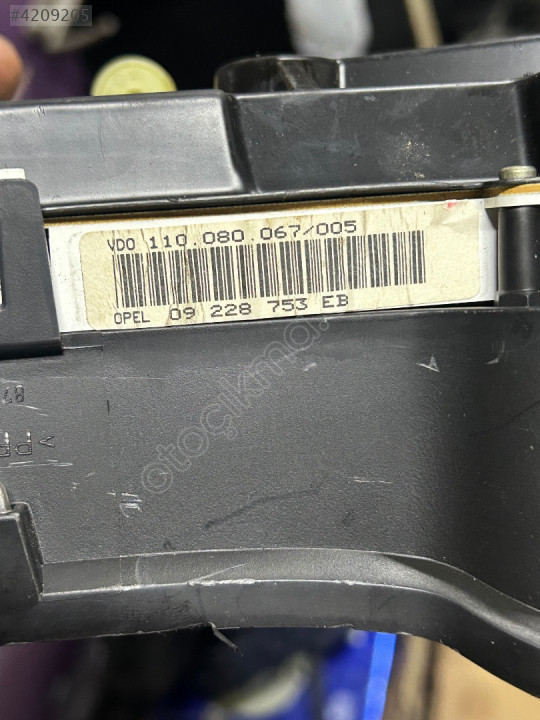 #4209205
VDO 110.080.067/005
OPEL 09 228 753 EB
otoçıkma